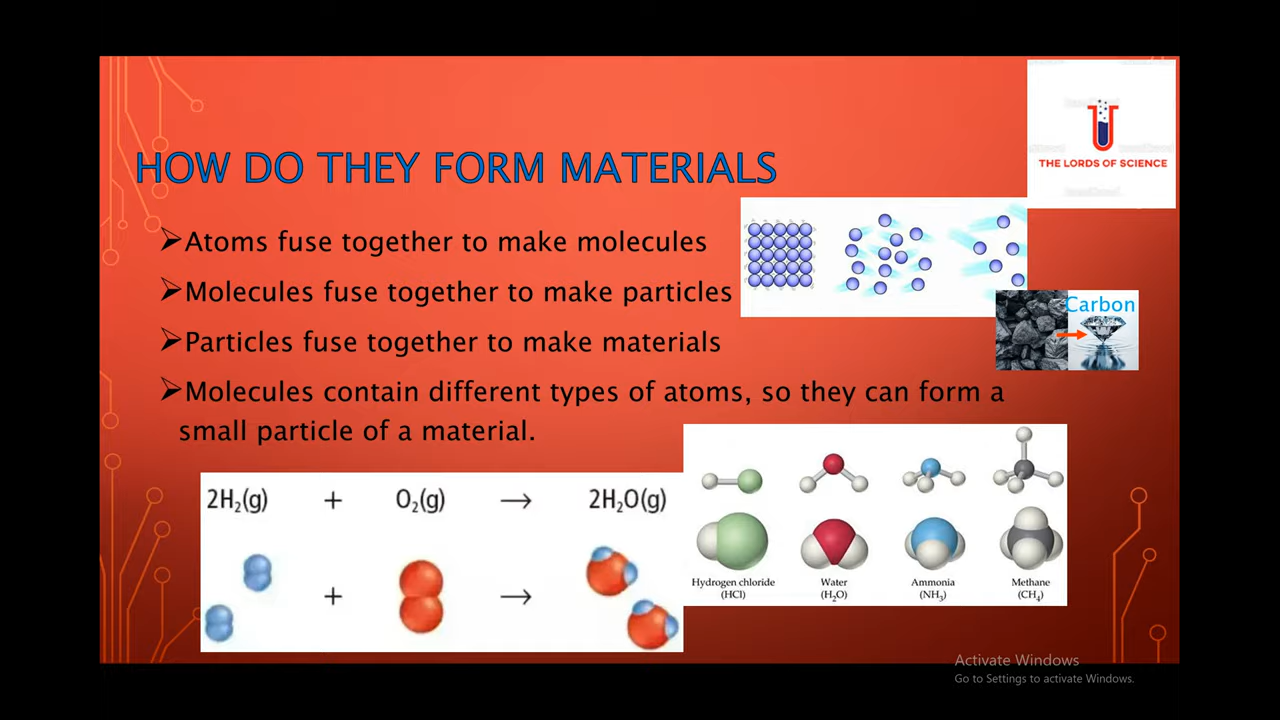 THE LORDS OF SCIENCE
HOW DO THEY FORM MATERIALS
➢Atoms fuse together to make molecules
➢Molecules fuse together to make particles
➢Particles fuse together to make materials
➢Molecules contain different types of atoms, so they can form a
small particle of a material.
Carbon
2H₂(g) + O₂(g) → 2H₂O(g)
+ →
Hydrogen chloride Water Ammonia Methane
(HCl) (H₂O) (NH₃) (CH₄)
Activate Windows
Go to Settings to activate Windows.